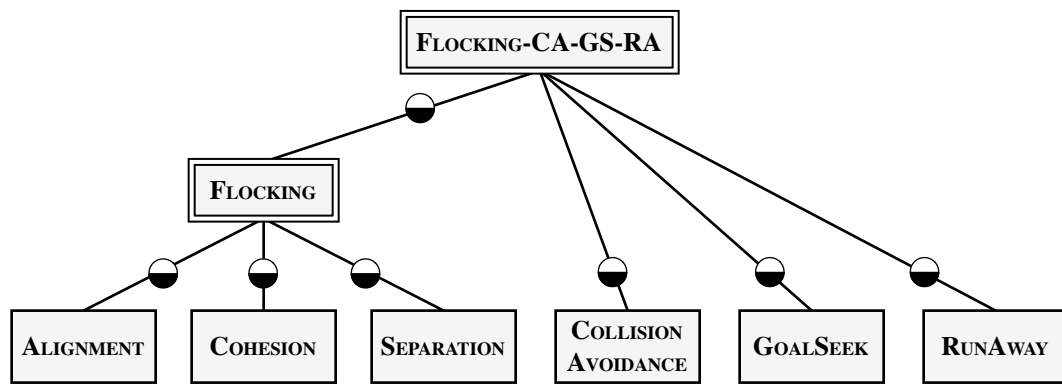 FLOCKING-CA-GS-RA
FLOCKING
ALIGNMENT
COHESION
SEPARATION
COLLISION
AVOIDANCE
GOALSEEK
RUNAWAY